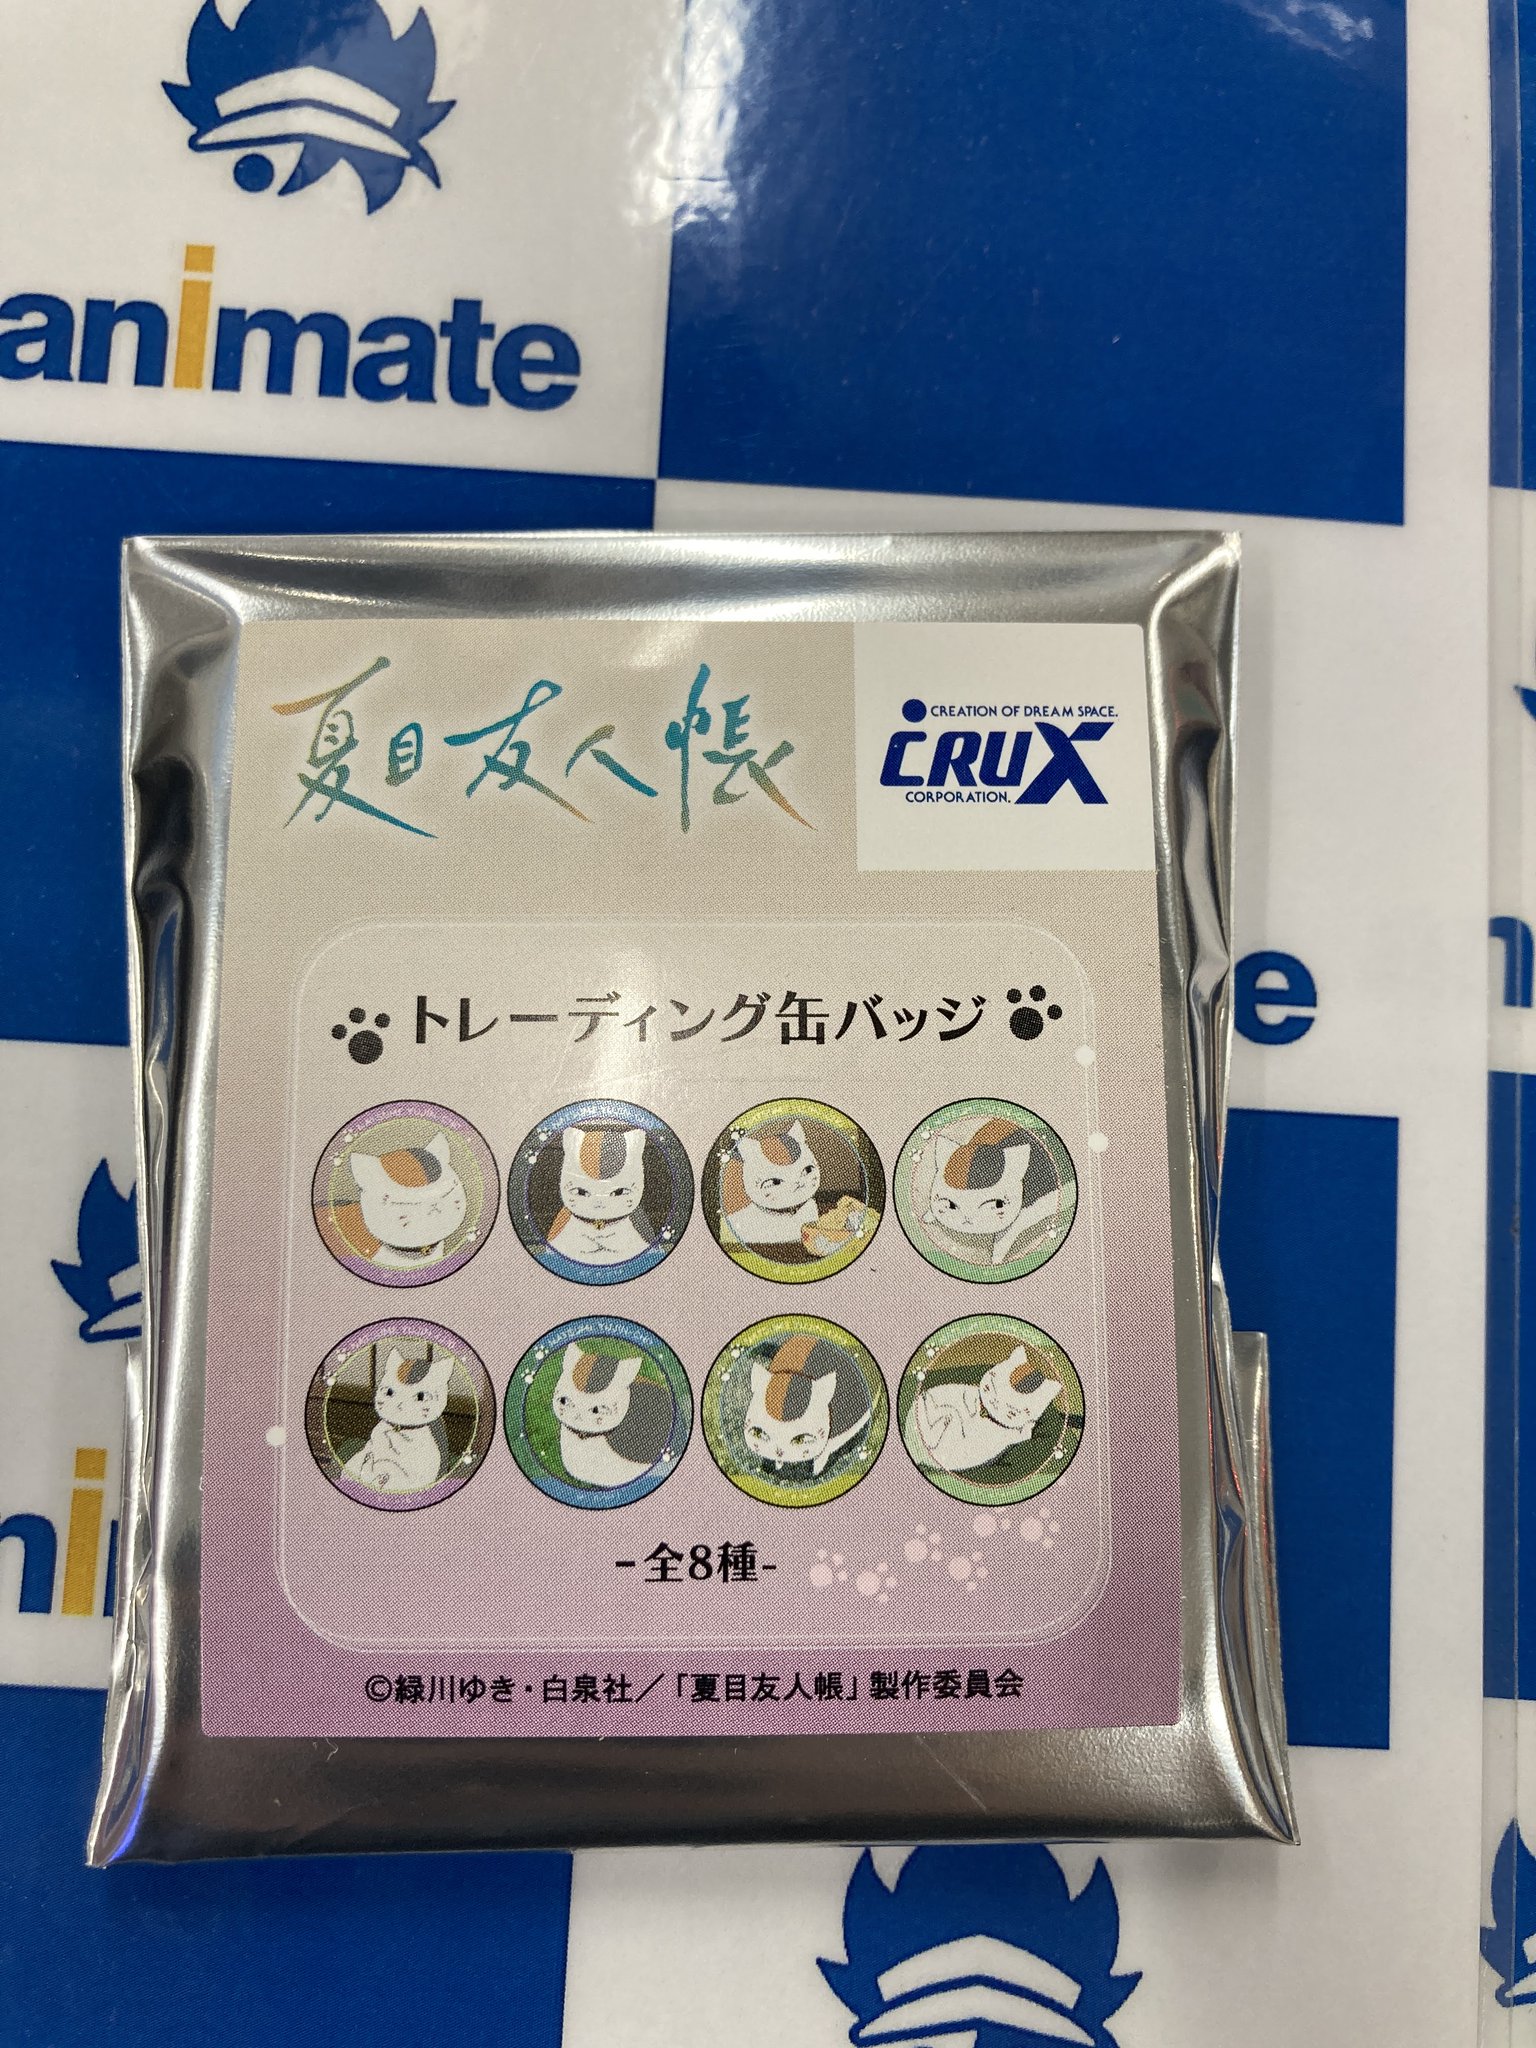 animate
夏目友人帳
CREATION OF DREAM SPACE.
CRUX
CORPORATION.
トレーディング缶バッジ
-全8種-
©緑川ゆき・白泉社／「夏目友人帳」製作委員会